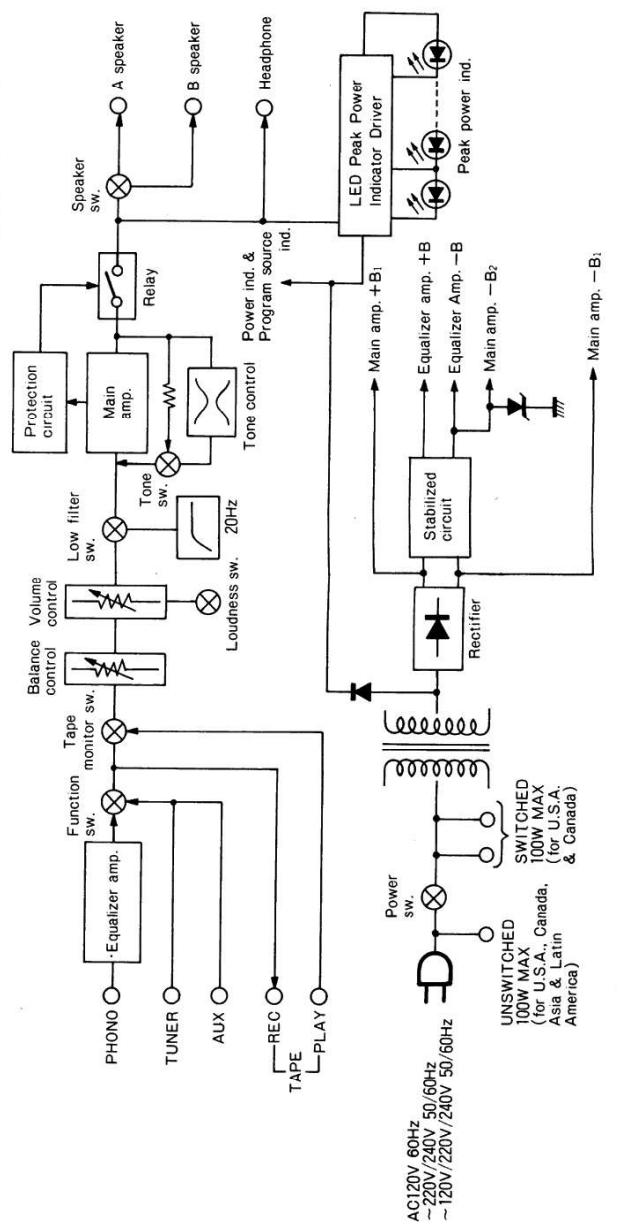 PHONO
TUNER
AUX
REC
TAPE
PLAY
Equalizer amp.
Function
sw.
Tape
monitor sw.
Balance
control
Volume
control
Loudness sw.
Low filter
sw.
20Hz
Tone
sw.
Tone control
Main
amp.
Protection
circuit
Relay
Speaker
sw.
A speaker
B speaker
Headphone
Power ind. &
Program source
ind.
LED Peak Power
Indicator Driver
Peak power ind.
AC120V 60Hz
~220V/240V 50/60Hz
~120V/220V/240V 50/60Hz
UNSWITCHED
100W MAX
(for U.S.A., Canada,
Asia & Latin
America)
Power
sw.
SWITCHED
100W MAX
(for U.S.A.
& Canada)
Rectifier
Stabilized
circuit
Main amp. +B1
Equalizer amp. +B
Equalizer Amp. -B
Main amp. -B2
Main amp. -B1